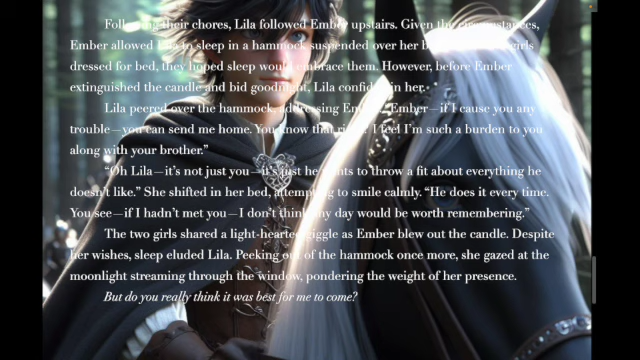 Following their chores, Lila followed Ember upstairs. Given the circumstances,
Ember allowed Lila to sleep in a hammock suspended over her girls
dressed for bed, they hoped sleep would embrace them. However, before Ember
extinguished the candle and bid goodnight, Lila confided in her.
Lila peered over the hammock, addressing Ember—if I cause you any
trouble—you can send me home. You know that I feel I'm such a burden to you
along with your brother.”
“Oh Lila—it's not just you—it's just he wants to throw a fit about everything he
doesn't like.” She shifted in her bed, attempting to smile calmly. “He does it every time.
You see—if I hadn't met you—I don't think any day would be worth remembering.”
The two girls shared a light-hearted giggle as Ember blew out the candle. Despite
her wishes, sleep eluded Lila. Peeking out of the hammock once more, she gazed at the
moonlight streaming through the window, pondering the weight of her presence.
But do you really think it was best for me to come?